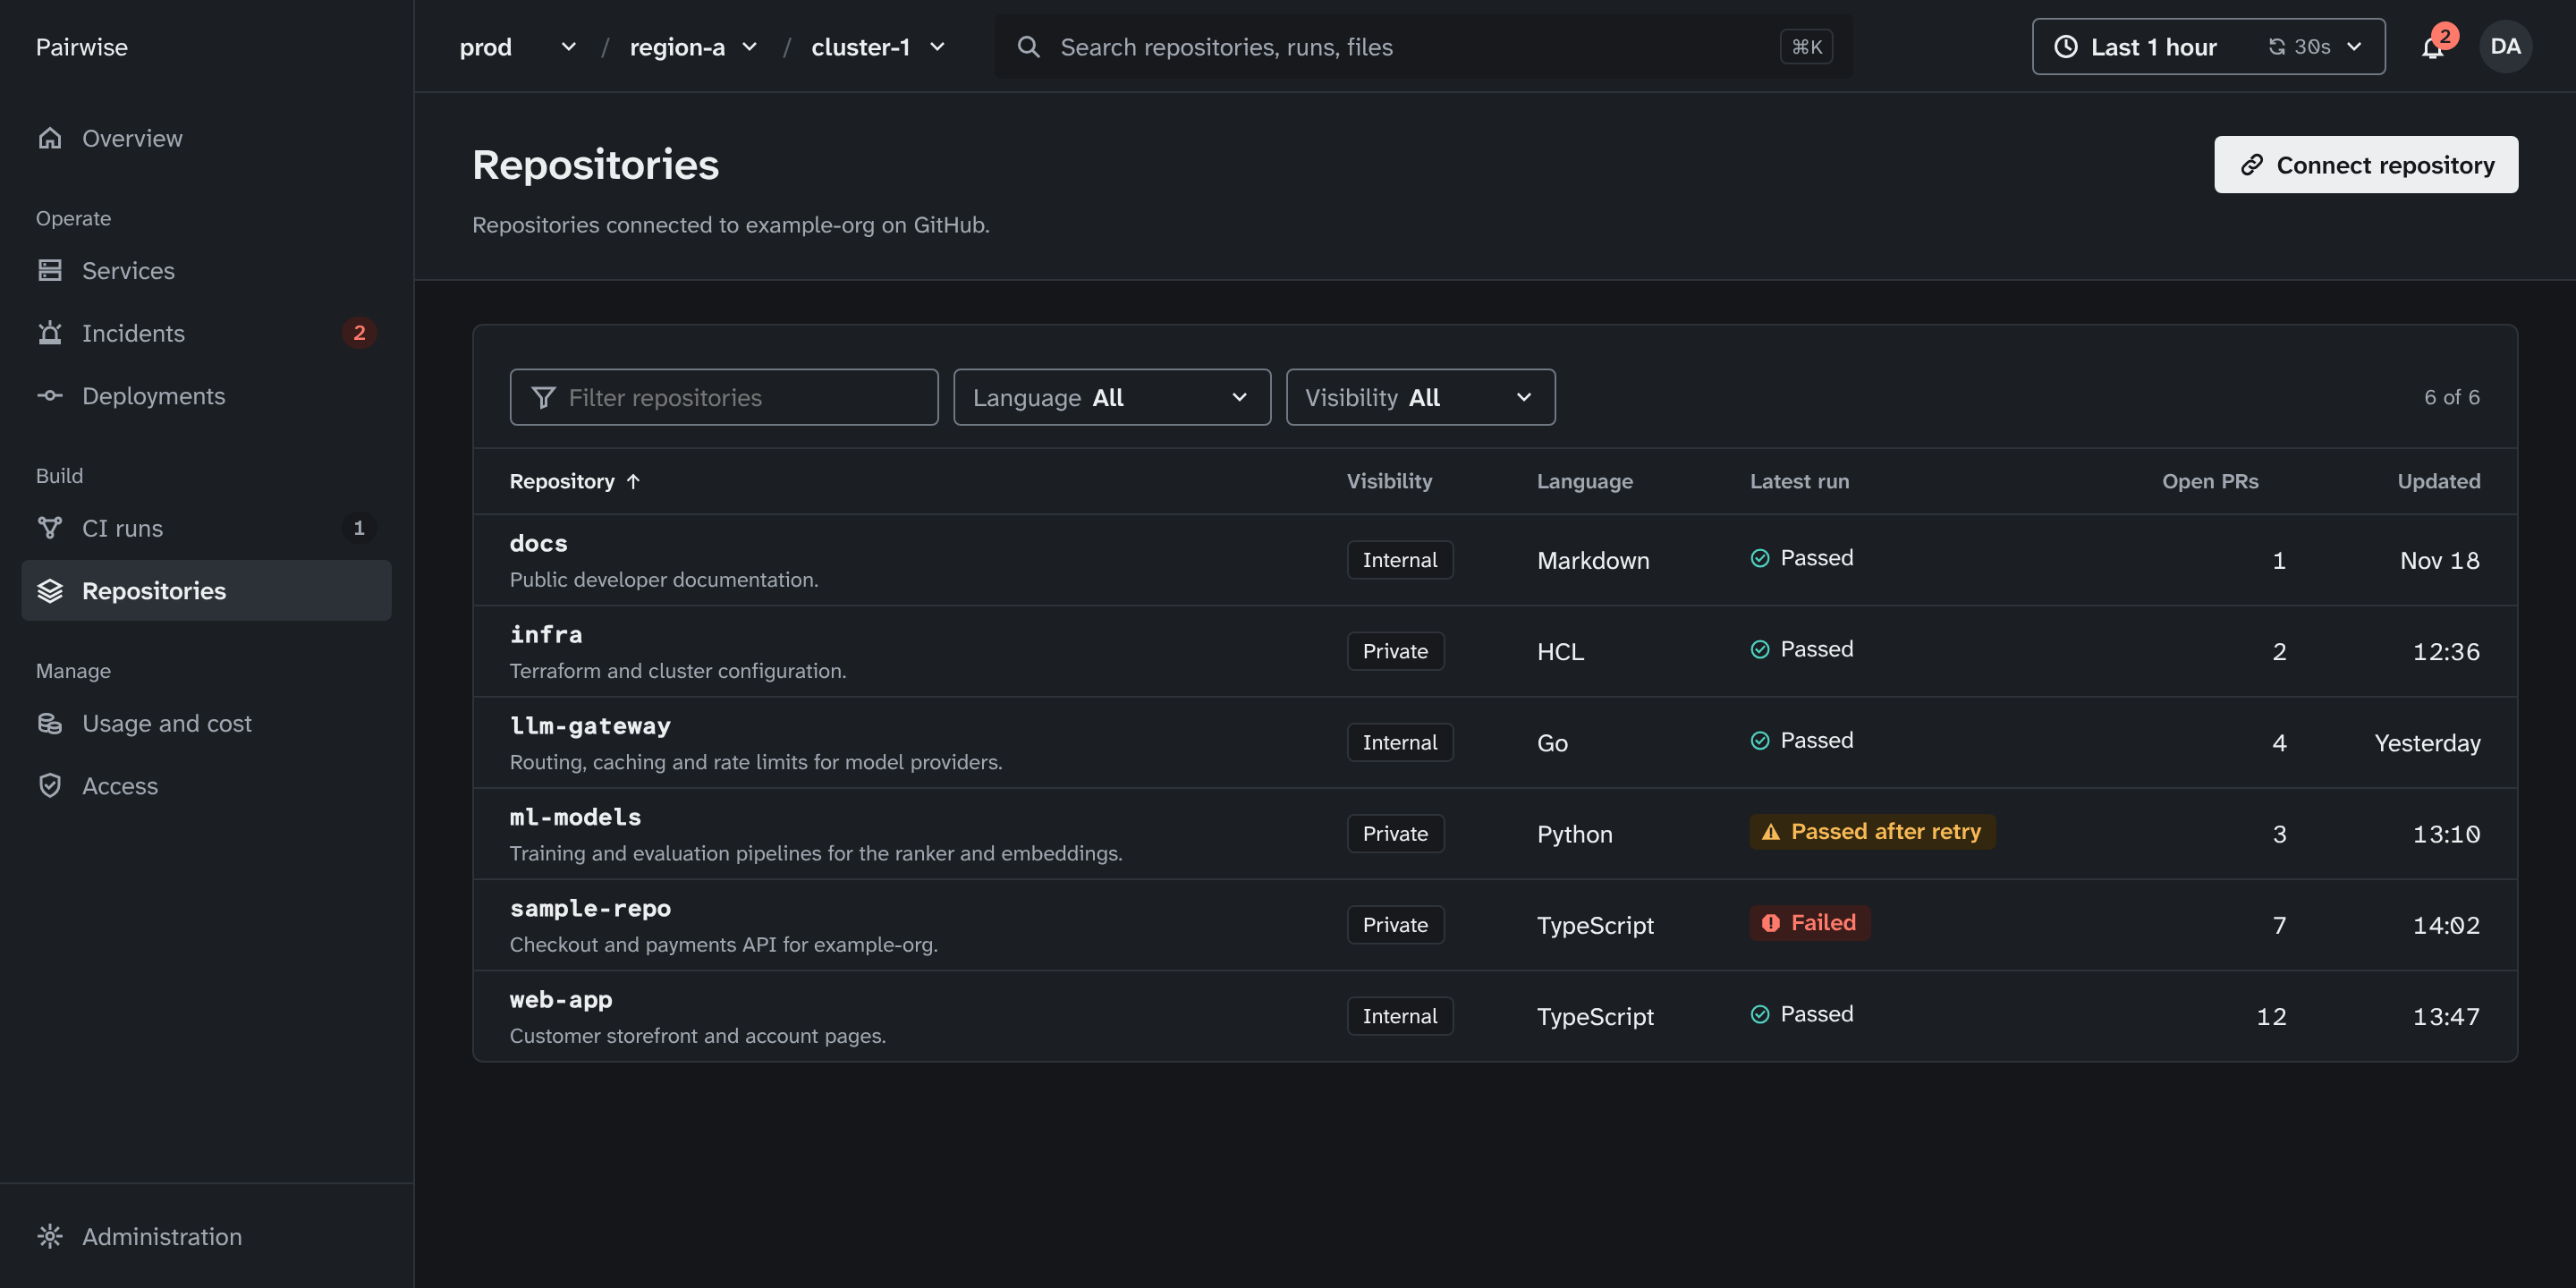 Pairwise
Overview
Operate
Services
Incidents 2
Deployments
Build
CI runs 1
Repositories
Manage
Usage and cost
Access
Administration
prod / region-a / cluster-1
Search repositories, runs, files ⌘K
Last 1 hour 30s
2
DA
Repositories
Connect repository
Repositories connected to example-org on GitHub.
Filter repositories Language All Visibility All 6 of 6
Repository ↑ Visibility Language Latest run Open PRs Updated
docs
Public developer documentation.
Internal Markdown Passed 1 Nov 18
infra
Terraform and cluster configuration.
Private HCL Passed 2 12:36
llm-gateway
Routing, caching and rate limits for model providers.
Internal Go Passed 4 Yesterday
ml-models
Training and evaluation pipelines for the ranker and embeddings.
Private Python Passed after retry 3 13:10
sample-repo
Checkout and payments API for example-org.
Private TypeScript Failed 7 14:02
web-app
Customer storefront and account pages.
Internal TypeScript Passed 12 13:47